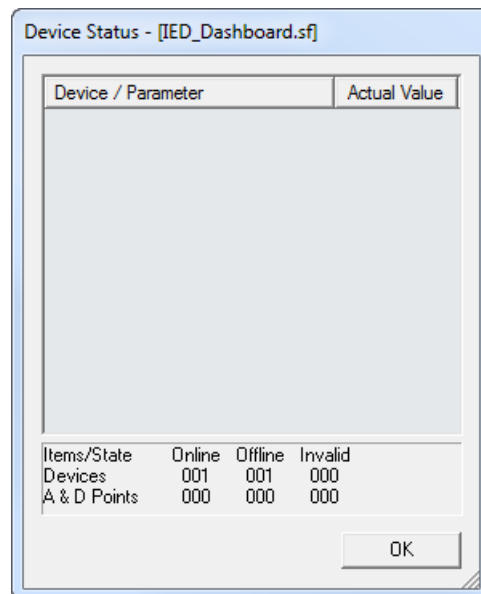 Device Status - [IED_Dashboard.sf]
Device / Parameter Actual Value
Items/State Online Offline Invalid
Devices 001 001 000
A & D Points 000 000 000
OK